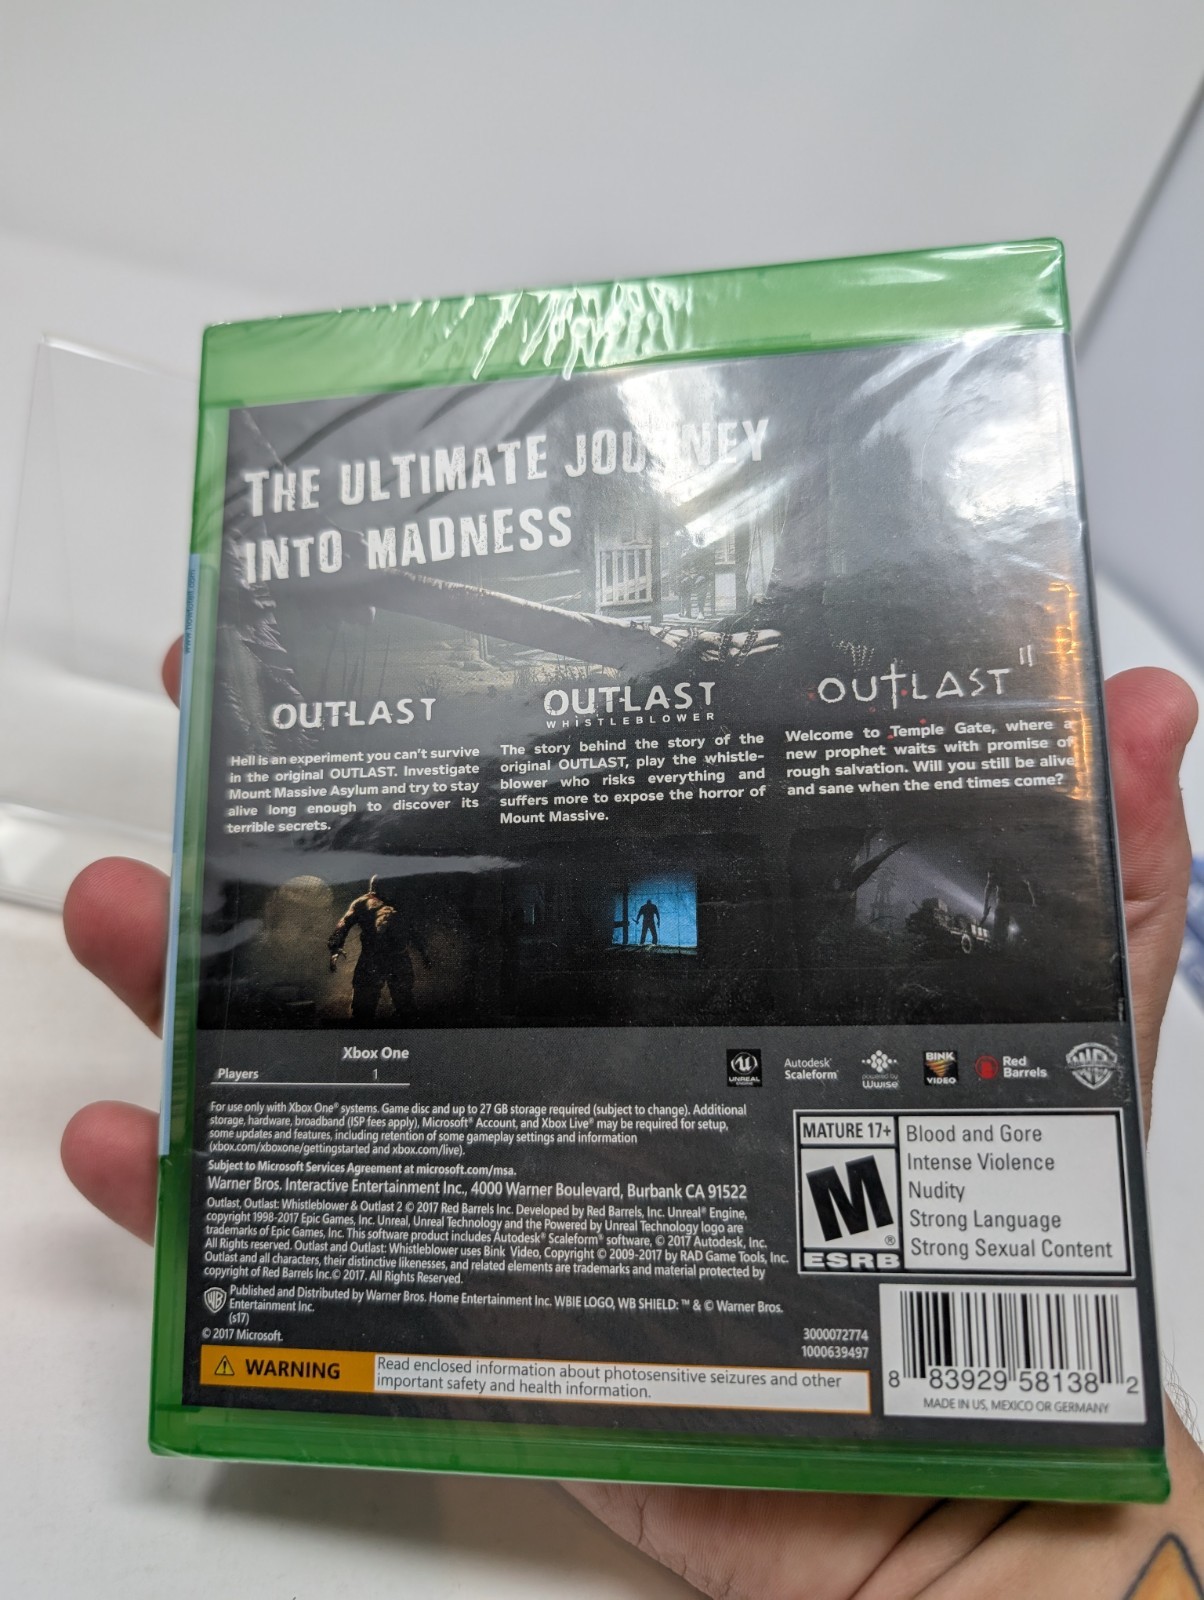 THE ULTIMATE JOURNEY
INTO MADNESS
OUTLAST
Hell is an experiment you can't survive
in the original OUTLAST. Investigate
Mount Massive Asylum and try to stay
alive long enough to discover its
terrible secrets.
OUTLAST
WHISTLEBLOWER
The story behind the story of the
original OUTLAST, play the whistle-
blower who risks everything and
suffers more to expose the horror of
Mount Massive.
OUTLAST II
Welcome to Temple Gate, where a
new prophet waits with promise of
rough salvation. Will you still be alive
and sane when the end times come?
Xbox One
Players 1
UNREAL
ENGINE
Autodesk®
Scaleform®
powered by
Wwise
BINK
VIDEO
Red
Barrels
WB
For use only with Xbox One® systems. Game disc and up to 27 GB storage required (subject to change). Additional
storage, hardware, broadband (ISP fees apply), Microsoft® Account, and Xbox Live® may be required for setup,
some updates and features, including retention of some gameplay settings and information
(xbox.com/xboxone/gettingstarted and xbox.com/live).
Subject to Microsoft Services Agreement at microsoft.com/msa.
Warner Bros. Interactive Entertainment Inc., 4000 Warner Boulevard, Burbank CA 91522
Outlast, Outlast: Whistleblower & Outlast 2 © 2017 Red Barrels Inc. Developed by Red Barrels, Inc. Unreal® Engine,
copyright 1998-2017 Epic Games, Inc. Unreal, Unreal Technology and the Powered by Unreal Technology logo are
trademarks of Epic Games, Inc. This software product includes Autodesk® Scaleform® software, © 2017 Autodesk, Inc.
All Rights reserved. Outlast and Outlast: Whistleblower uses Bink Video, Copyright © 2009-2017 by RAD Game Tools, Inc.
Outlast and all characters, their distinctive likenesses, and related elements are trademarks and material protected by
copyright of Red Barrels Inc.© 2017. All Rights Reserved.
WB Published and Distributed by Warner Bros. Home Entertainment Inc. WBIE LOGO, WB SHIELD: ™ & © Warner Bros.
Entertainment Inc.
(s17)
© 2017 Microsoft.
MATURE 17+
M
®
ESRB
Blood and Gore
Intense Violence
Nudity
Strong Language
Strong Sexual Content
3000072774
1000639497
WARNING
Read enclosed information about photosensitive seizures and other
important safety and health information.
8 83929 58138 2
MADE IN US, MEXICO OR GERMANY